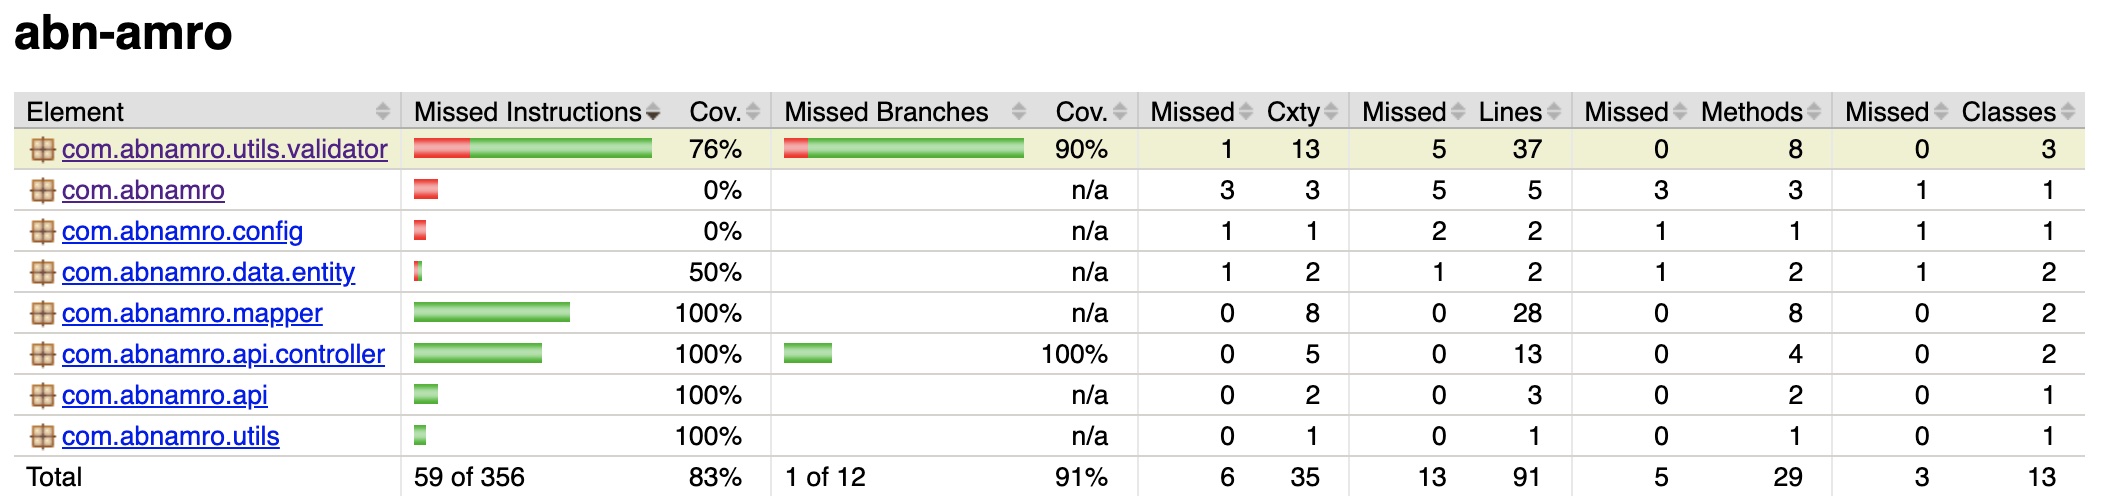 abn-amro
Element Missed Instructions Cov. Missed Branches Cov. Missed Cxty Missed Lines Missed Methods Missed Classes
com.abnamro.utils.validator 76% 90% 1 13 5 37 0 8 0 3
com.abnamro 0% n/a 3 3 5 5 3 3 1 1
com.abnamro.config 0% n/a 1 1 2 2 1 1 1 1
com.abnamro.data.entity 50% n/a 1 2 1 2 1 2 1 2
com.abnamro.mapper 100% n/a 0 8 0 28 0 8 0 2
com.abnamro.api.controller 100% 100% 0 5 0 13 0 4 0 2
com.abnamro.api 100% n/a 0 2 0 3 0 2 0 1
com.abnamro.utils 100% n/a 0 1 0 1 0 1 0 1
Total 59 of 356 83% 1 of 12 91% 6 35 13 91 5 29 3 13